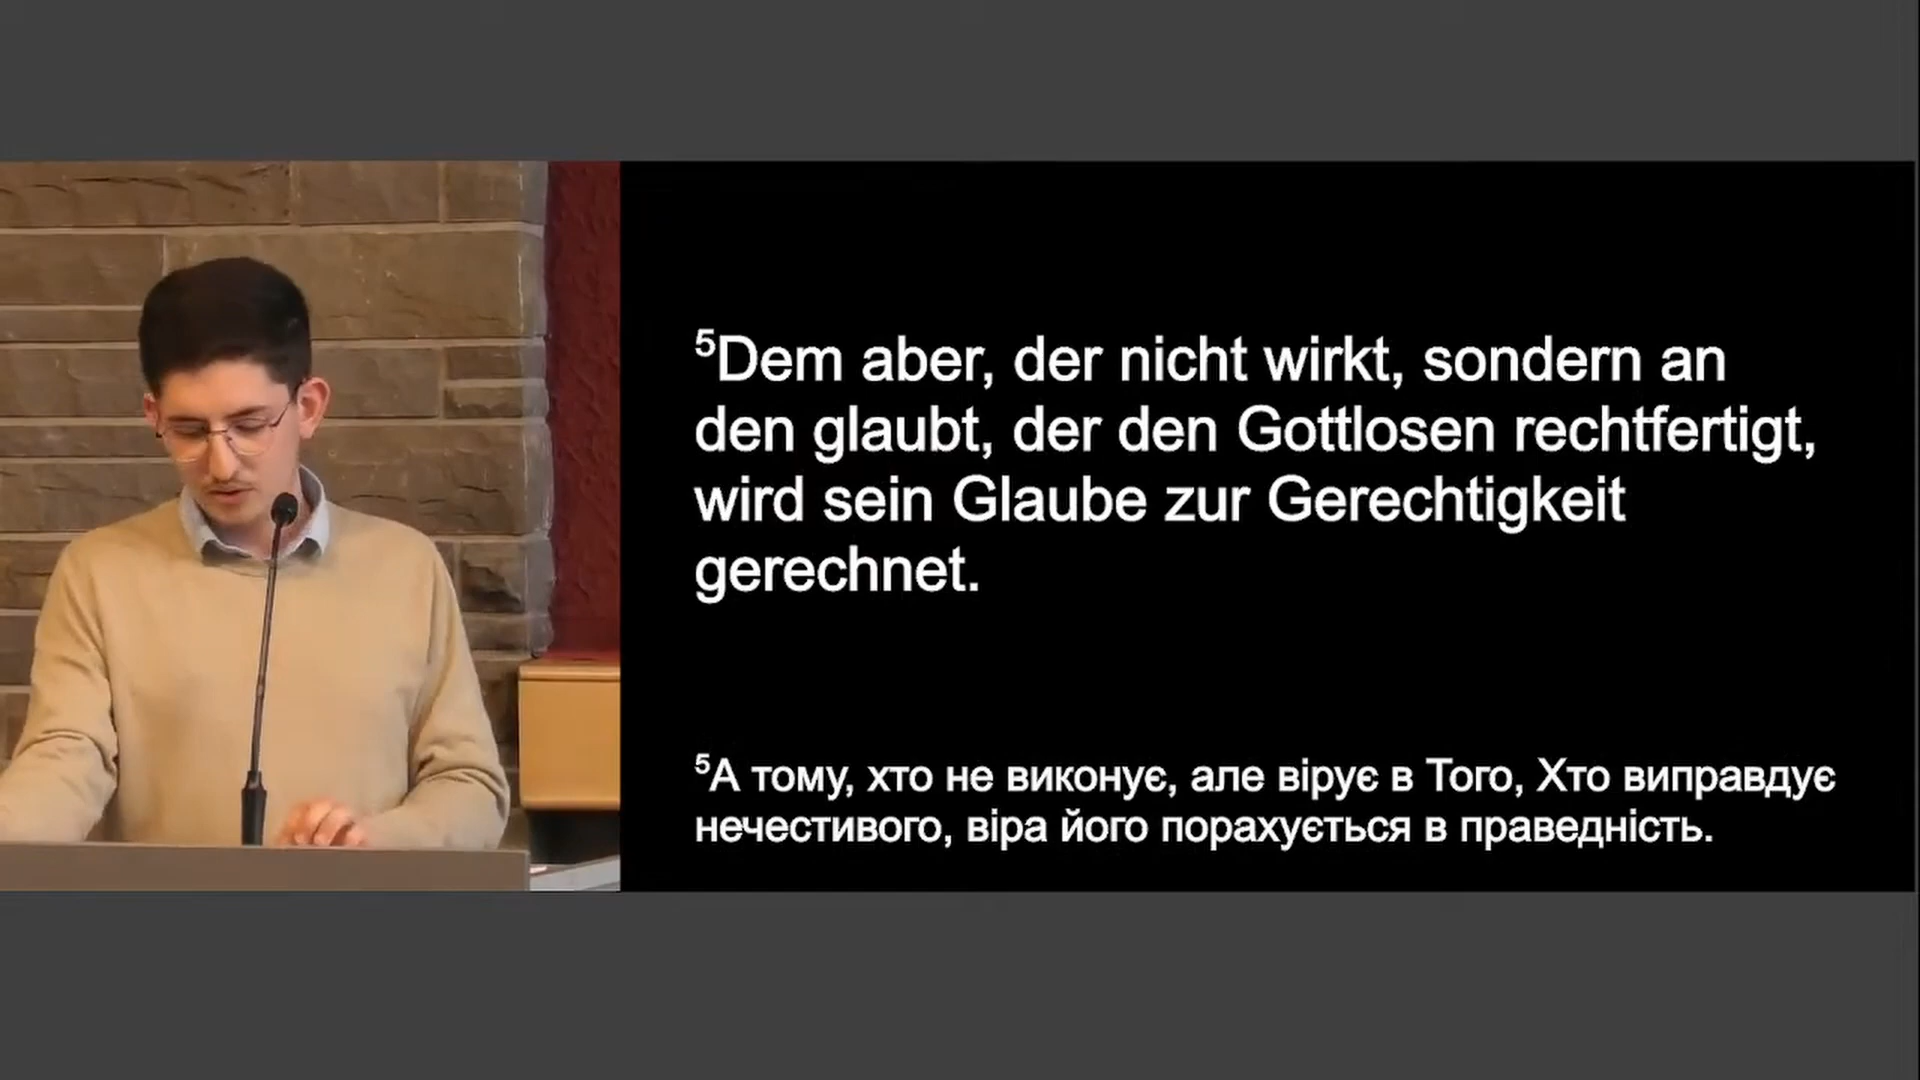 ⁵Dem aber, der nicht wirkt, sondern an
den glaubt, der den Gottlosen rechtfertigt,
wird sein Glaube zur Gerechtigkeit
gerechnet.
⁵А тому, хто не виконує, але вірує в Того, Хто виправдує
нечестивого, віра його порахується в праведність.